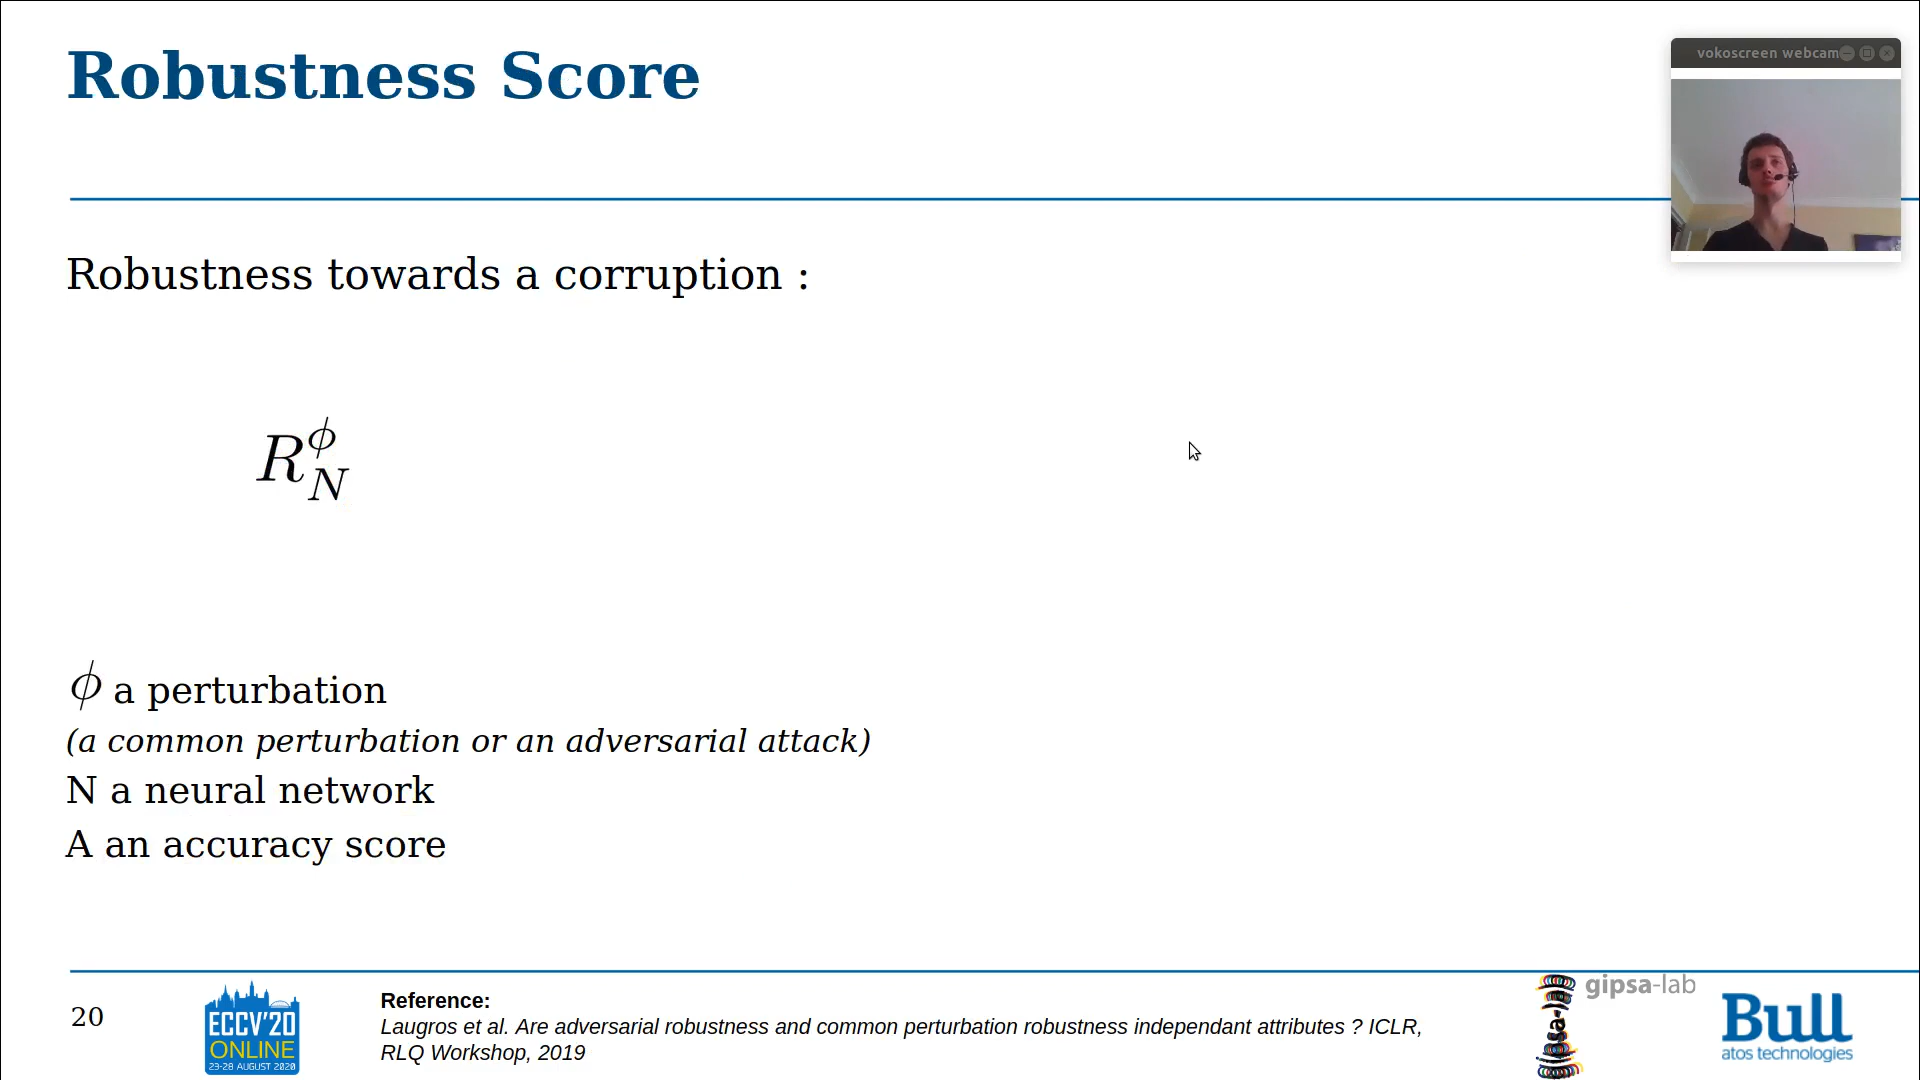 Robustness Score
vokoscreen webcam
Robustness towards a corruption :
R_N^ϕ
ϕ a perturbation
(a common perturbation or an adversarial attack)
N a neural network
A an accuracy score
20
ECCV'20
ONLINE
23-28 AUGUST 2020
Reference:
Laugros et al. Are adversarial robustness and common perturbation robustness independant attributes ? ICLR,
RLQ Workshop, 2019
gipsa-lab
Bull
atos technologies